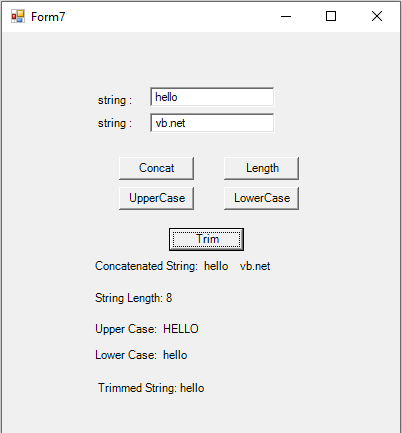 Form7
string : hello
string : vb.net
Concat Length
UpperCase LowerCase
Trim
Concatenated String:  hello    vb.net
String Length: 8
Upper Case:  HELLO
Lower Case:  hello
Trimmed String: hello